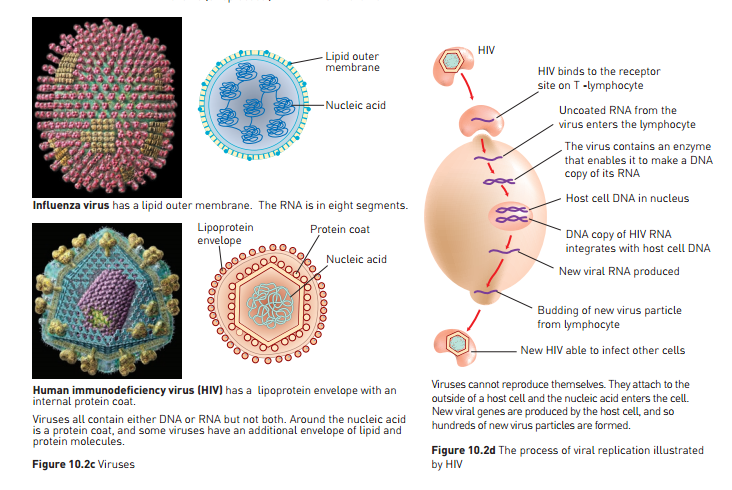 Lipid outer
membrane
Nucleic acid
Influenza virus has a lipid outer membrane. The RNA is in eight segments.
Lipoprotein
envelope
Protein coat
Nucleic acid
Human immunodeficiency virus (HIV) has a lipoprotein envelope with an
internal protein coat.
Viruses all contain either DNA or RNA but not both. Around the nucleic acid
is a protein coat, and some viruses have an additional envelope of lipid and
protein molecules.
Figure 10.2c Viruses
HIV
HIV binds to the receptor
site on T -lymphocyte
Uncoated RNA from the
virus enters the lymphocyte
The virus contains an enzyme
that enables it to make a DNA
copy of its RNA
Host cell DNA in nucleus
DNA copy of HIV RNA
integrates with host cell DNA
New viral RNA produced
Budding of new virus particle
from lymphocyte
New HIV able to infect other cells
Viruses cannot reproduce themselves. They attach to the
outside of a host cell and the nucleic acid enters the cell.
New viral genes are produced by the host cell, and so
hundreds of new virus particles are formed.
Figure 10.2d The process of viral replication illustrated
by HIV